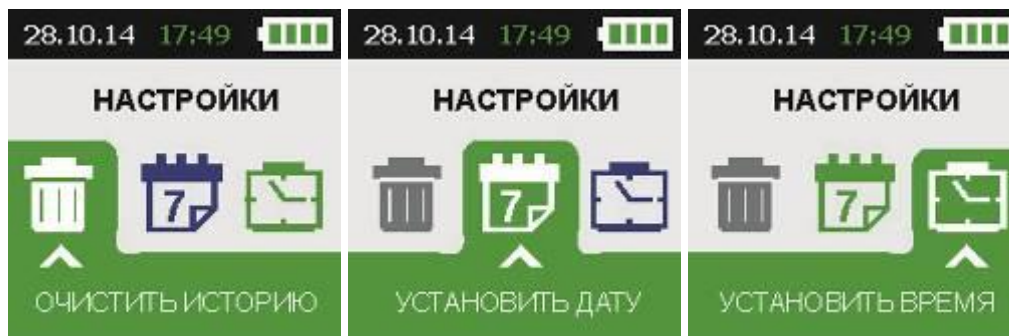 28.10.14 17:49
НАСТРОЙКИ
7
ОЧИСТИТЬ ИСТОРИЮ
28.10.14 17:49
НАСТРОЙКИ
7
УСТАНОВИТЬ ДАТУ
28.10.14 17:49
НАСТРОЙКИ
7
УСТАНОВИТЬ ВРЕМЯ